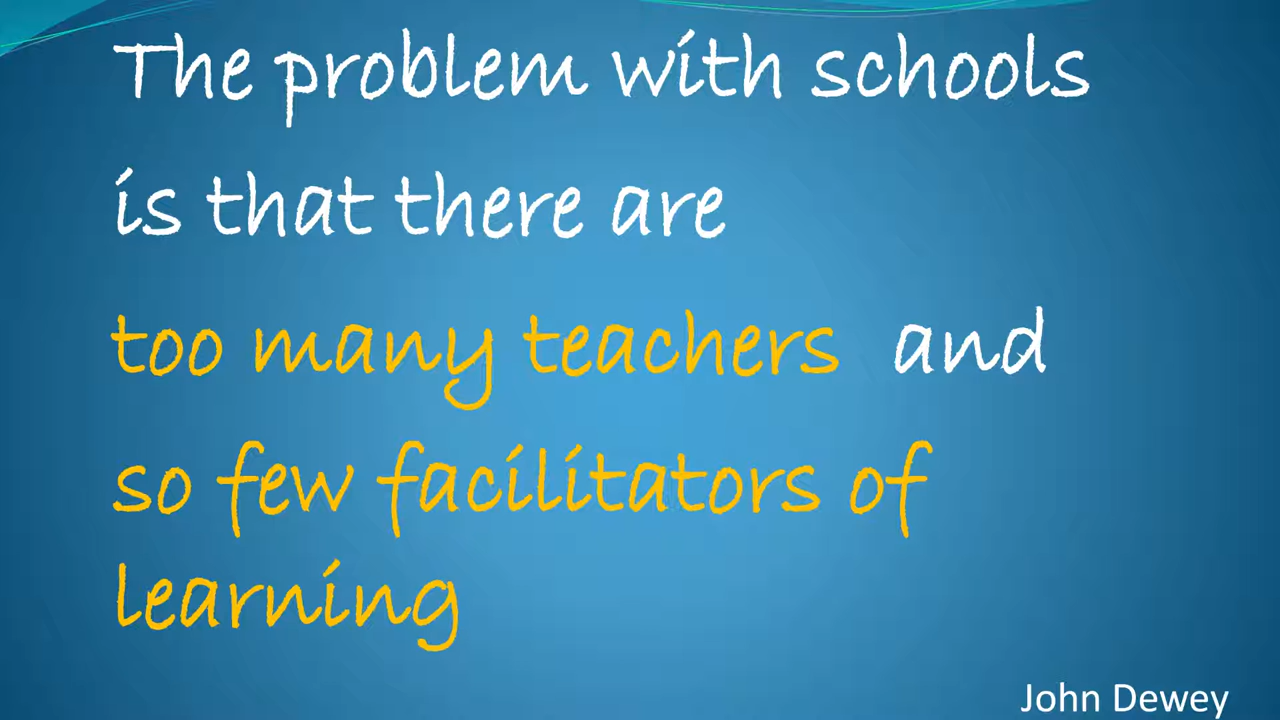 The problem with schools
is that there are
too many teachers and
so few facilitators of
learning
John Dewey